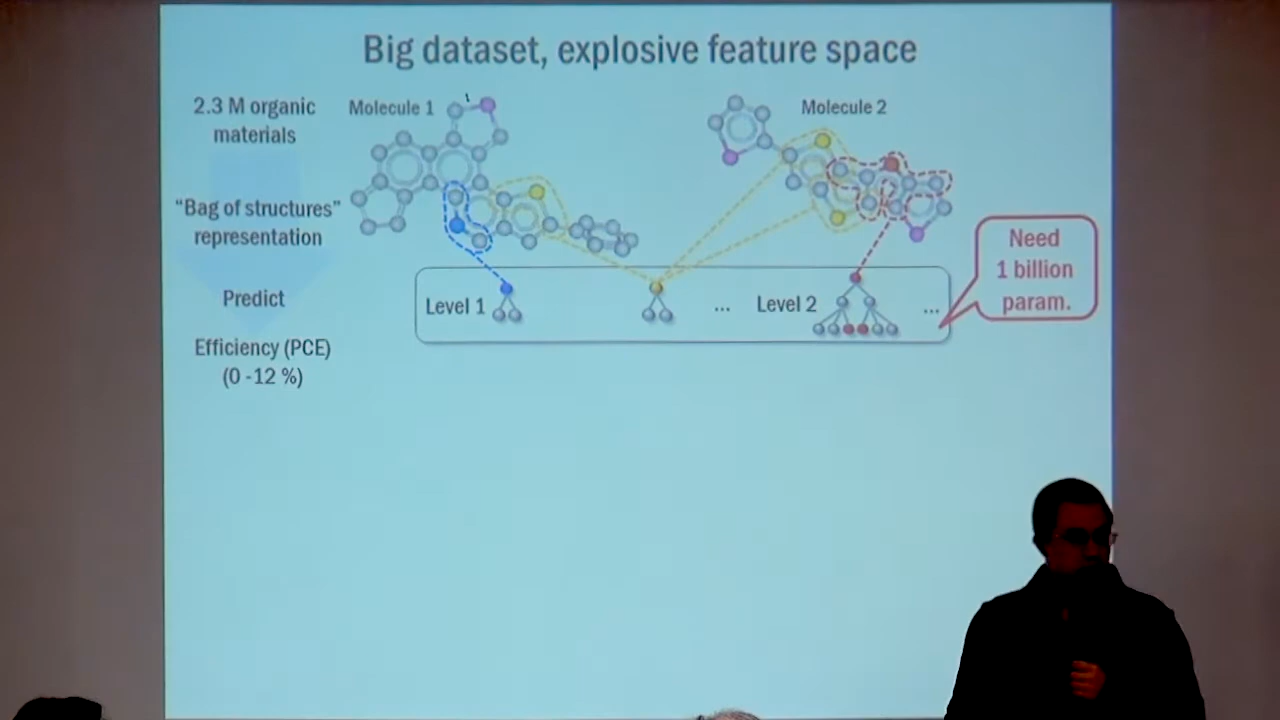 Big dataset, explosive feature space
2.3 M organic
materials
Molecule 1
Molecule 2
“Bag of structures”
representation
Need
1 billion
param.
Predict
Level 1
...
Level 2
...
Efficiency (PCE)
(0 -12 %)